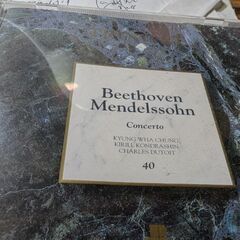 Beethoven
Mendelssohn
Concerto
KYUNG WHA CHUNG,
KIRILL KONDRASHIN
CHARLES DUTOIT
40